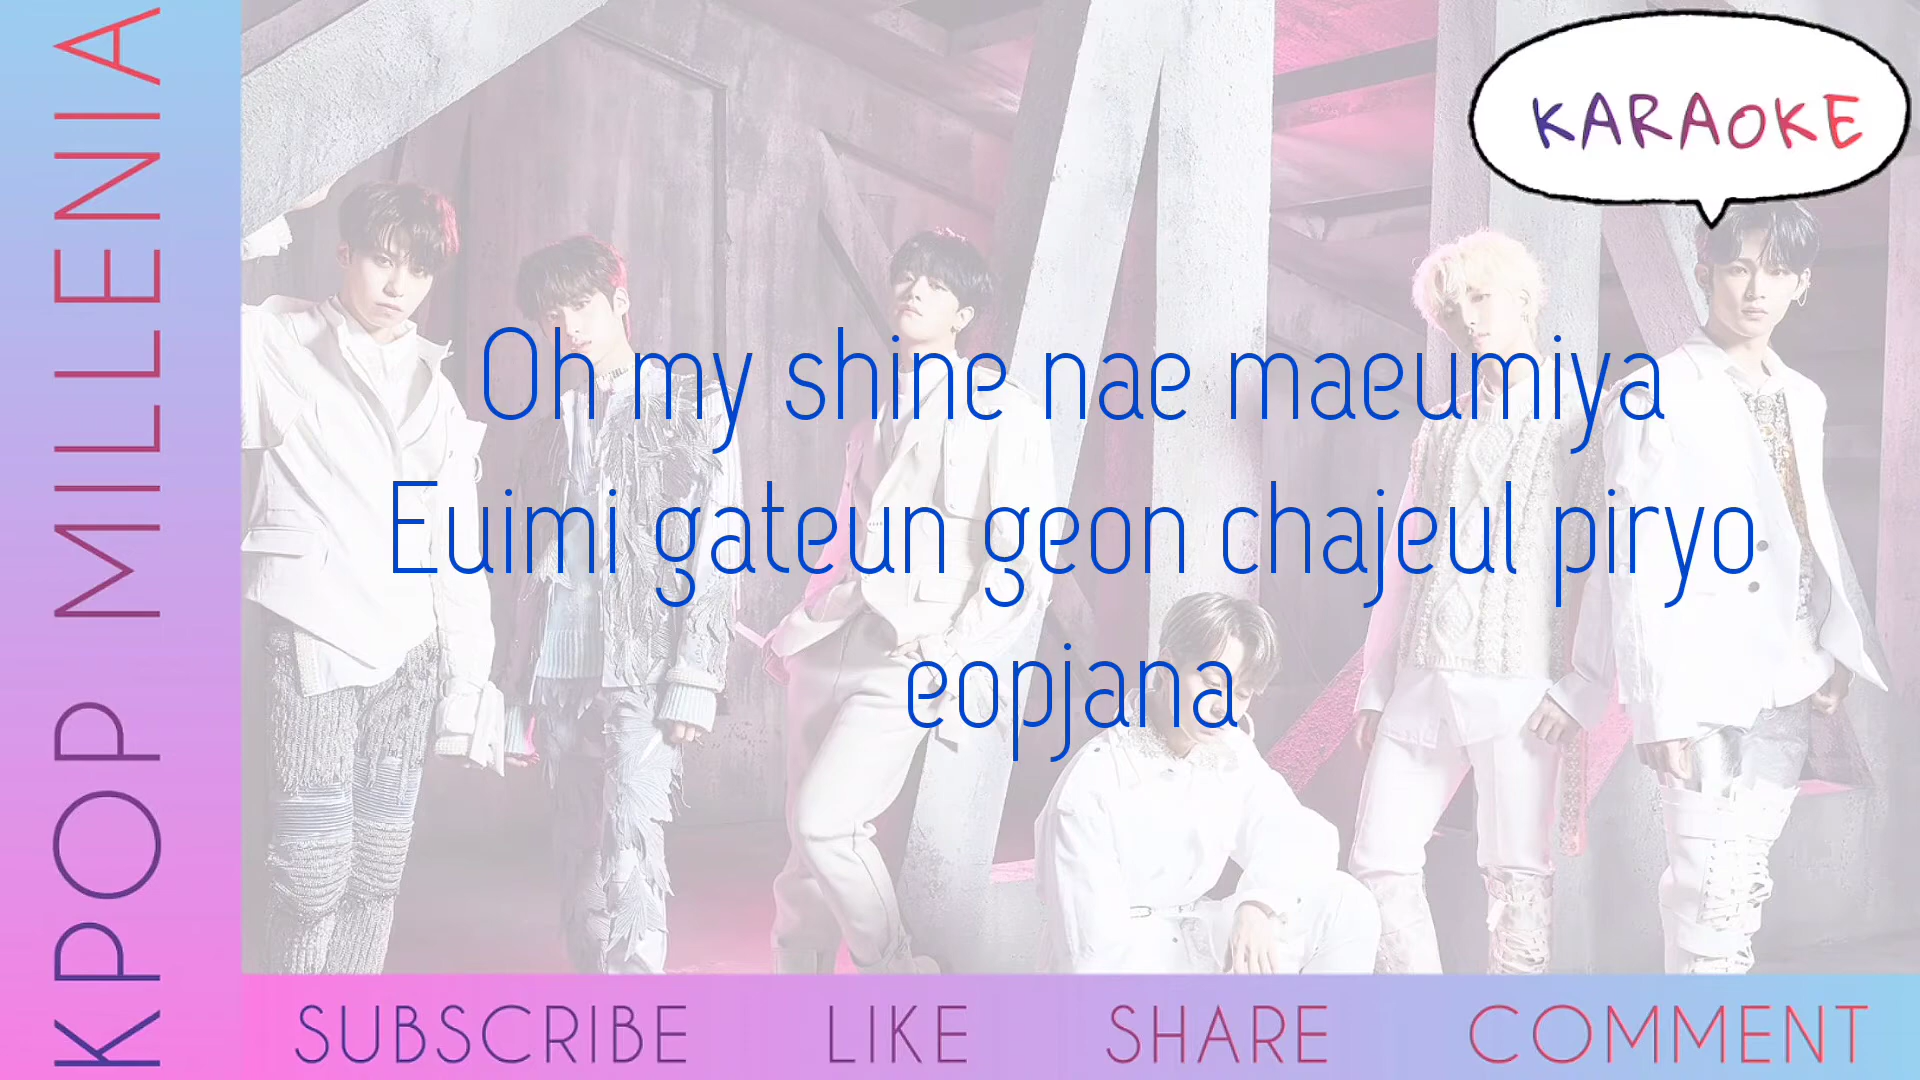 KPOP MILLENIA
KARAOKE
Oh my shine nae maeumiya
Euimi gateun geon chajeul piryo
eopjana
SUBSCRIBE LIKE SHARE COMMENT